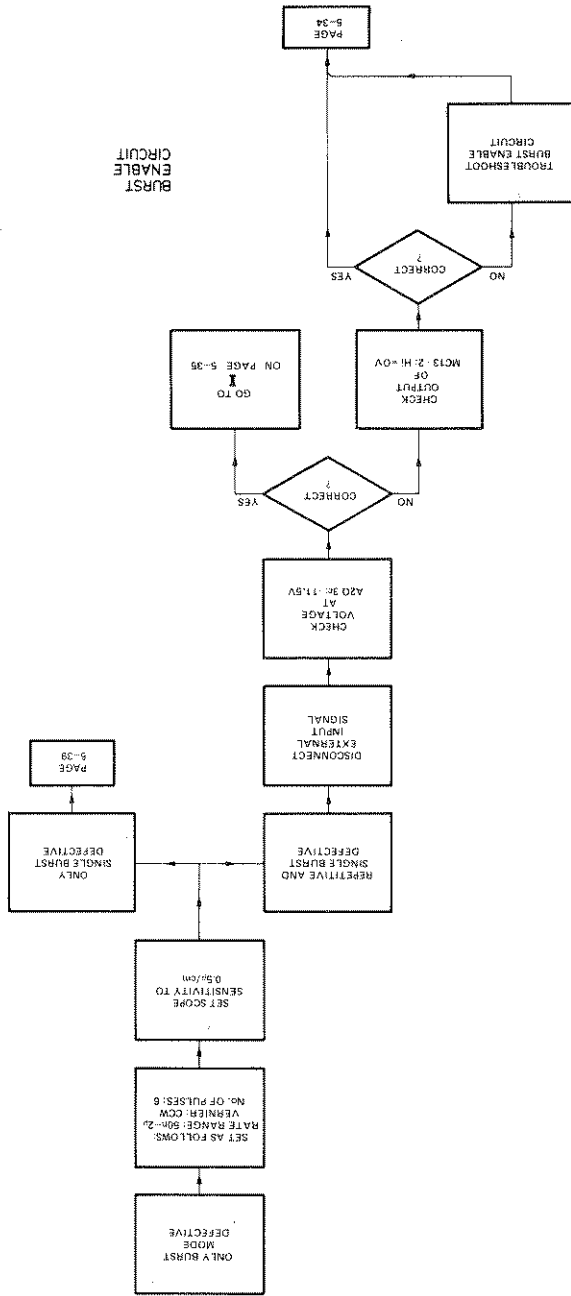 ONLY BURST
MODE
DEFECTIVE
SET AS FOLLOWS:
RATE RANGE: 50n–2µ
VERNIER: CCW
No. OF PULSES: 6
SET SCOPE
SENSITIVITY TO
0.5µ/cm
REPETITIVE AND
SINGLE BURST
DEFECTIVE
ONLY
SINGLE BURST
DEFECTIVE
PAGE
5–39
DISCONNECT
EXTERNAL
INPUT
SIGNAL
CHECK
VOLTAGE
AT
A2Q 3c: -11.5V
CORRECT
?
NO
YES
CHECK
OUTPUT
OF
MC13 - 2: Hi = OV
GO TO
ON PAGE 5–35
CORRECT
?
NO
YES
TROUBLESHOOT
BURST ENABLE
CIRCUIT
PAGE
5–34
BURST
ENABLE
CIRCUIT